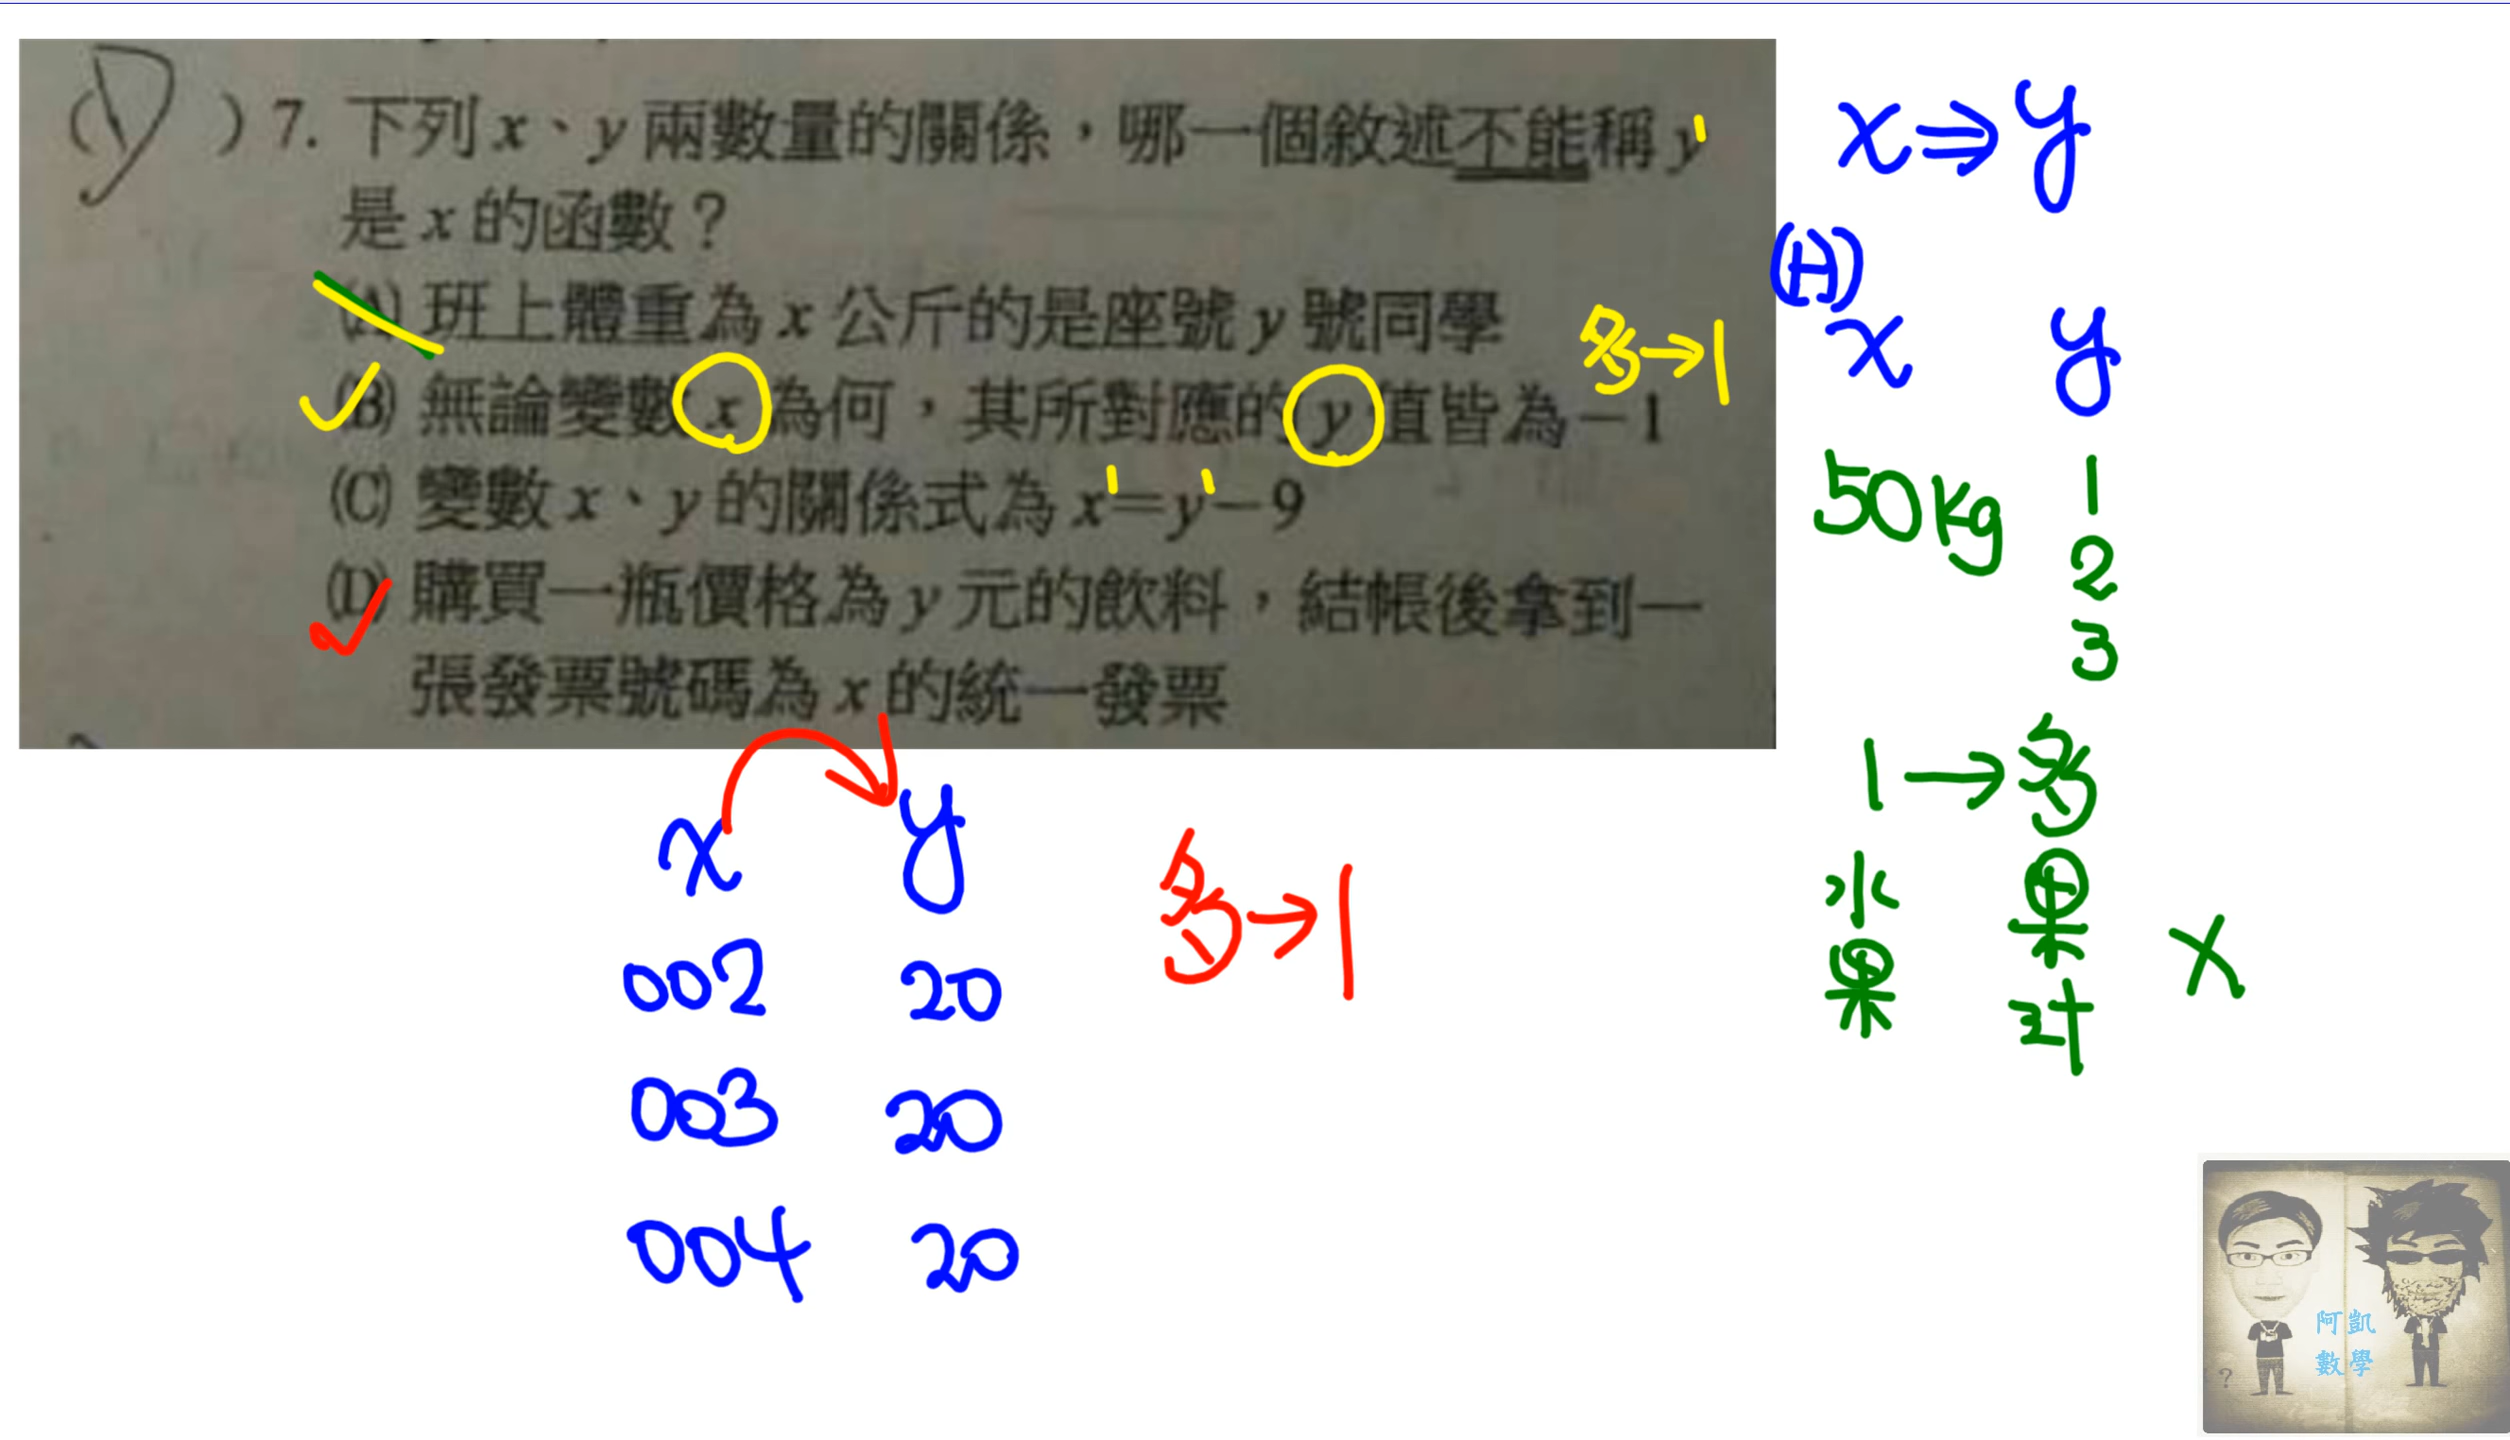 (D) 7. 下列 x、y 兩數量的關係，哪一個敘述不能稱 y
是 x 的函數？
(A) 班上體重為 x 公斤的是座號 y 號同學
(B) 無論變數 x 為何，其所對應的 y 值皆為－1
(C) 變數 x、y 的關係式為 x＝y－9
(D) 購買一瓶價格為 y 元的飲料，結帳後拿到一
張發票號碼為 x 的統一發票
多→1
x⇒y
x y
50kg 1
2
3
1→多
水果 果汁 x
x y
002 20
003 20
004 20
多→1
阿凱
數學
?